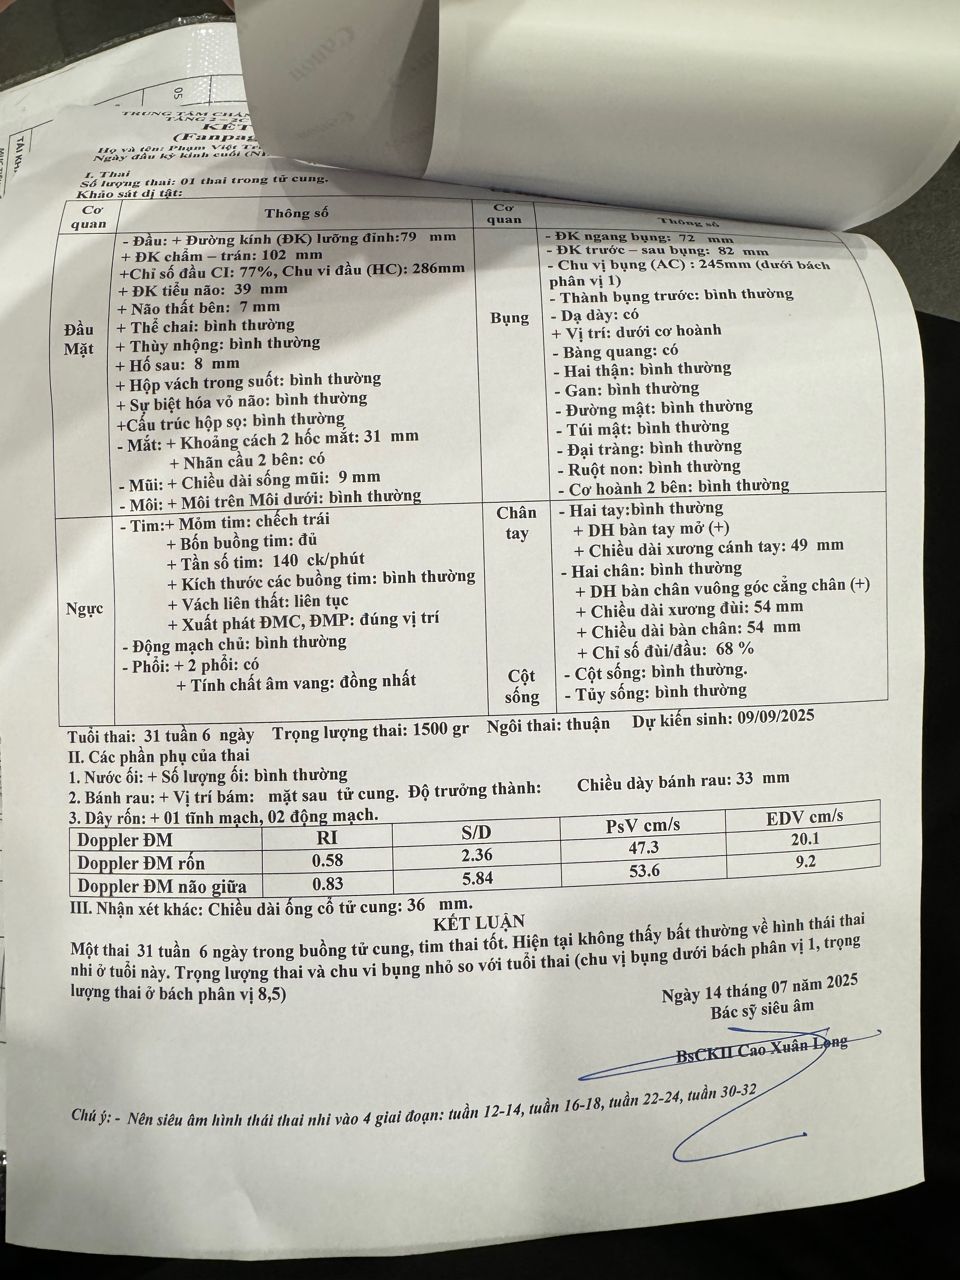 05
TÀI KH
TRUNG TÂM CHẨN
TẦNG 2 – 2C
KẾT
(Fanpag
Họ và tên: Phạm Việt Tr
Ngày đầu kỳ kinh cuối (N
I. Thai
Số lượng thai: 01 thai trong tử cung.
Khảo sát dị tật:
Cơ quan
Thông số
Cơ quan
Thông số
Đầu Mặt
- Đầu: + Đường kính (ĐK) lưỡng đỉnh:79 mm
+ ĐK chẩm – trán: 102 mm
+Chỉ số đầu CI: 77%, Chu vi đầu (HC): 286mm
+ ĐK tiểu não: 39 mm
+ Não thất bên: 7 mm
+ Thể chai: bình thường
+ Thùy nhộng: bình thường
+ Hố sau: 8 mm
+ Hộp vách trong suốt: bình thường
+ Sự biệt hóa vỏ não: bình thường
+Cấu trúc hộp sọ: bình thường
- Mắt: + Khoảng cách 2 hốc mắt: 31 mm
+ Nhãn cầu 2 bên: có
- Mũi: + Chiều dài sống mũi: 9 mm
- Môi: + Môi trên Môi dưới: bình thường
Bụng
- ĐK ngang bụng: 72 mm
- ĐK trước – sau bụng: 82 mm
- Chu vị bụng (AC) : 245mm (dưới bách
phân vị 1)
- Thành bụng trước: bình thường
- Dạ dày: có
+ Vị trí: dưới cơ hoành
- Bàng quang: có
- Hai thận: bình thường
- Gan: bình thường
- Đường mật: bình thường
- Túi mật: bình thường
- Đại tràng: bình thường
- Ruột non: bình thường
- Cơ hoành 2 bên: bình thường
Ngực
- Tim:+ Mỏm tim: chếch trái
+ Bốn buồng tim: đủ
+ Tần số tim: 140 ck/phút
+ Kích thước các buồng tim: bình thường
+ Vách liên thất: liên tục
+ Xuất phát ĐMC, ĐMP: đúng vị trí
- Động mạch chủ: bình thường
- Phổi: + 2 phổi: có
+ Tính chất âm vang: đồng nhất
Chân tay
- Hai tay:bình thường
+ DH bàn tay mở (+)
+ Chiều dài xương cánh tay: 49 mm
- Hai chân: bình thường
+ DH bàn chân vuông góc cẳng chân (+)
+ Chiều dài xương đùi: 54 mm
+ Chiều dài bàn chân: 54 mm
+ Chỉ số đùi/đầu: 68 %
Cột sống
- Cột sống: bình thường.
- Tủy sống: bình thường
Tuổi thai: 31 tuần 6 ngày Trọng lượng thai: 1500 gr Ngôi thai: thuận Dự kiến sinh: 09/09/2025
II. Các phần phụ của thai
1. Nước ối: + Số lượng ối: bình thường
2. Bánh rau: + Vị trí bám: mặt sau tử cung. Độ trưởng thành: Chiều dày bánh rau: 33 mm
3. Dây rốn: + 01 tĩnh mạch, 02 động mạch.
Doppler ĐM RI S/D PsV cm/s EDV cm/s
Doppler ĐM rốn 0.58 2.36 47.3 20.1
Doppler ĐM não giữa 0.83 5.84 53.6 9.2
III. Nhận xét khác: Chiều dài ống cổ tử cung: 36 mm.
KẾT LUẬN
Một thai 31 tuần 6 ngày trong buồng tử cung, tim thai tốt. Hiện tại không thấy bất thường về hình thái thai
nhi ở tuổi này. Trọng lượng thai và chu vi bụng nhỏ so với tuổi thai (chu vị bụng dưới bách phân vị 1, trọng
lượng thai ở bách phân vị 8,5)
Ngày 14 tháng 07 năm 2025
Bác sỹ siêu âm
BsCKII Cao Xuân Long
Chú ý: - Nên siêu âm hình thái thai nhi vào 4 giai đoạn: tuần 12-14, tuần 16-18, tuần 22-24, tuần 30-32